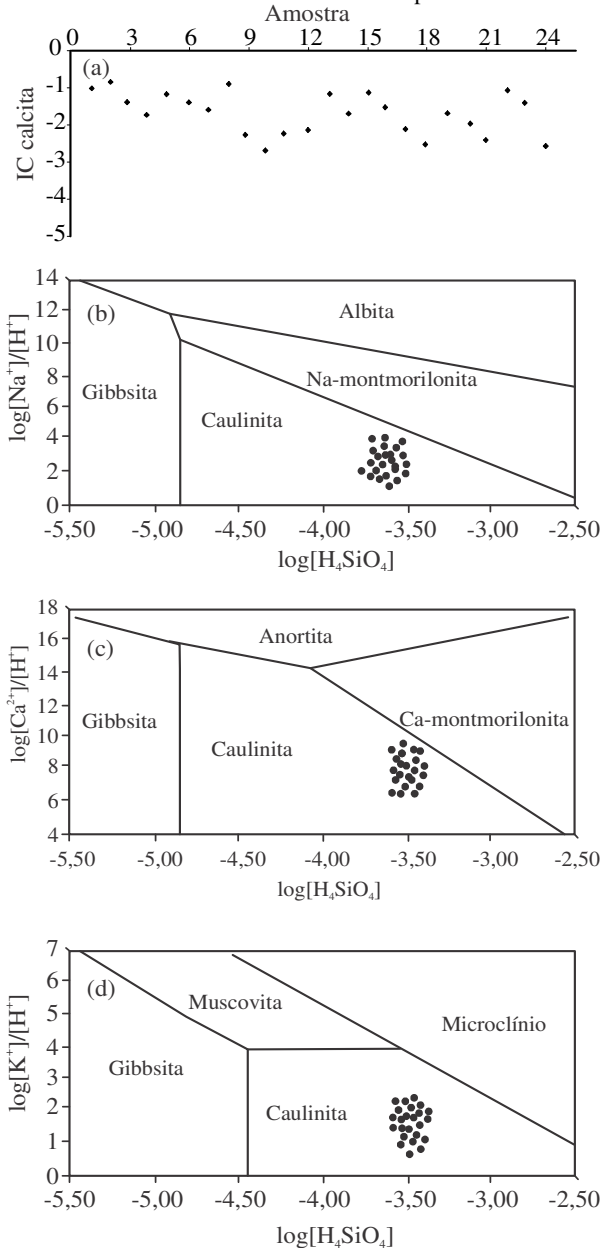 Amostra
0 3 6 9 12 15 18 21 24
(a)
IC calcita
0
-1
-2
-3
-4
-5
(b)
log[Na⁺]/[H⁺]
14
12
10
8
6
4
2
0
Albita
Na-montmorilonita
Gibbsita
Caulinita
-5,50 -5,00 -4,50 -4,00 -3,50 -3,00 -2,50
log[H₄SiO₄]
(c)
log[Ca²⁺]/[H⁺]
18
16
14
12
10
8
6
4
Anortita
Ca-montmorilonita
Gibbsita
Caulinita
-5,50 -5,00 -4,50 -4,00 -3,50 -3,00 -2,50
log[H₄SiO₄]
(d)
log[K⁺]/[H⁺]
7
6
5
4
3
2
1
0
Muscovita
Microclínio
Gibbsita
Caulinita
-5,50 -5,00 -4,50 -4,00 -3,50 -3,00 -2,50
log[H₄SiO₄]